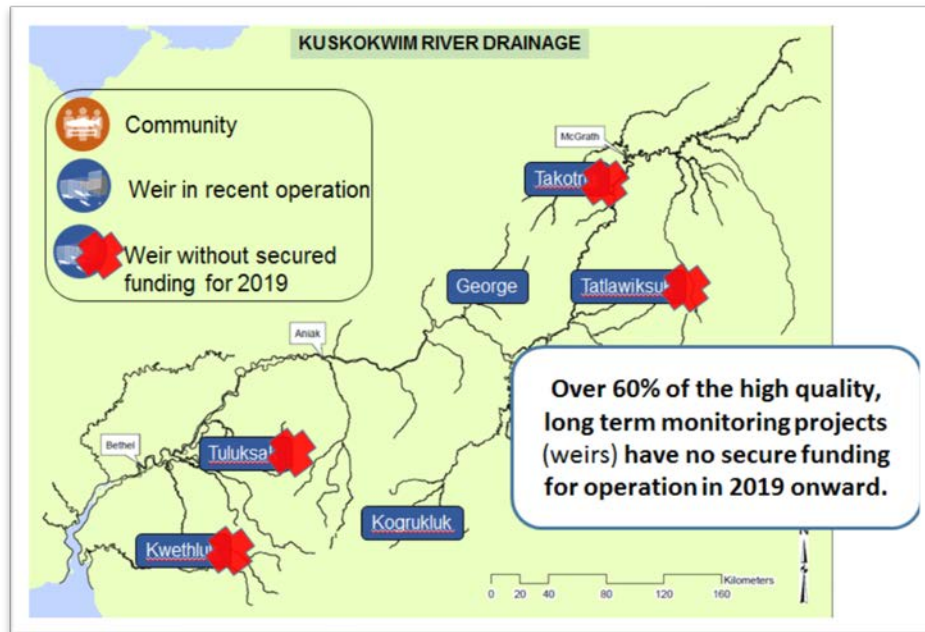 KUSKOKWIM RIVER DRAINAGE
Community
Weir in recent operation
Weir without secured
funding for 2019
McGrath
George
Aniak
Over 60% of the high quality,
long term monitoring projects
(weirs) have no secure funding
for operation in 2019 onward.
Bethel
Kogrukluk
Kilometers
0 20 40 80 120 160
N